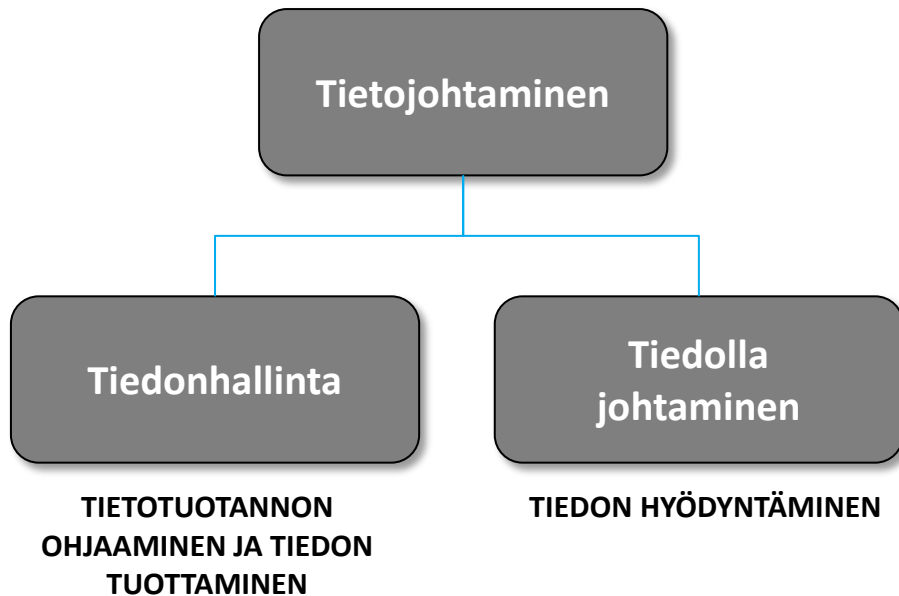 Tietojohtaminen
Tiedonhallinta
Tiedolla
johtaminen
TIETOTUOTANNON
OHJAAMINEN JA TIEDON
TUOTTAMINEN
TIEDON HYÖDYNTÄMINEN